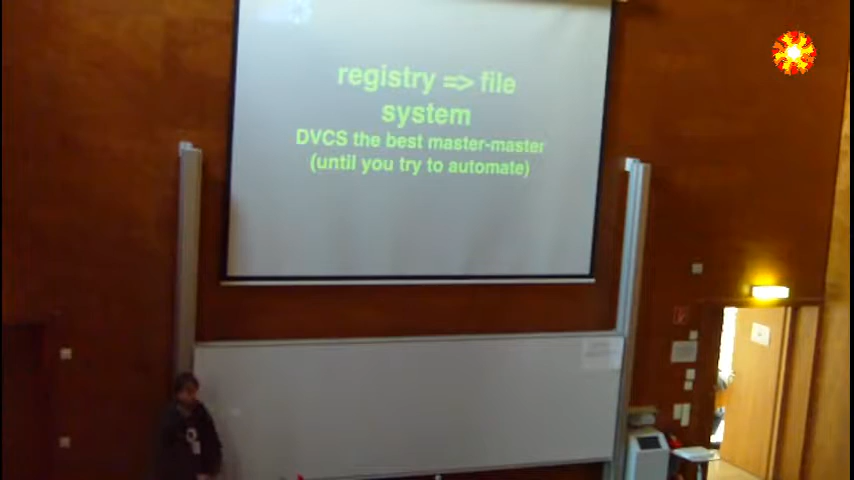 registry => file
system
DVCS the best master-master
(until you try to automate)